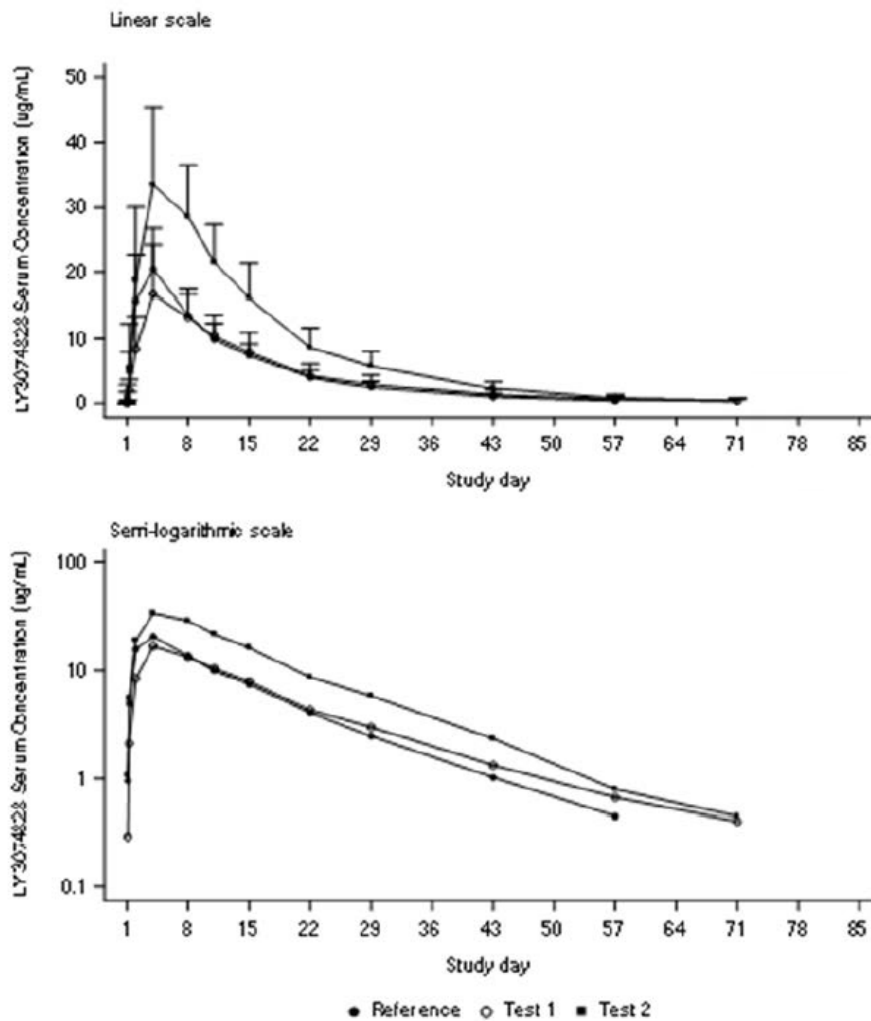 Linear scale
LY3074828 Serum Concentration (ug/mL)
50
40
30
20
10
0
1 8 15 22 29 36 43 50 57 64 71 78 85
Study day
Semi-logarithmic scale
LY3074828 Serum Concentration (ug/mL)
100
10
1
0.1
1 8 15 22 29 36 43 50 57 64 71 78 85
Study day
Reference Test 1 Test 2